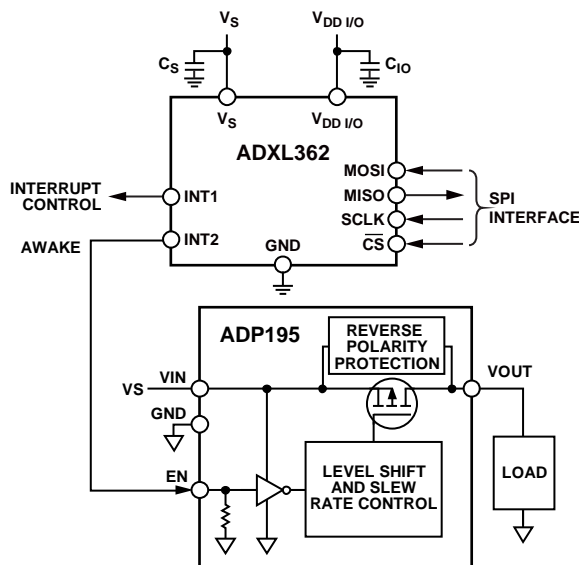 VS
VDD I/O
CS
CIO
VS
VDD I/O
ADXL362
MOSI
MISO
SCLK
CS
SPI
INTERFACE
INTERRUPT
CONTROL
INT1
AWAKE
INT2
GND
ADP195
REVERSE
POLARITY
PROTECTION
VS
VIN
VOUT
GND
EN
LEVEL SHIFT
AND SLEW
RATE CONTROL
LOAD